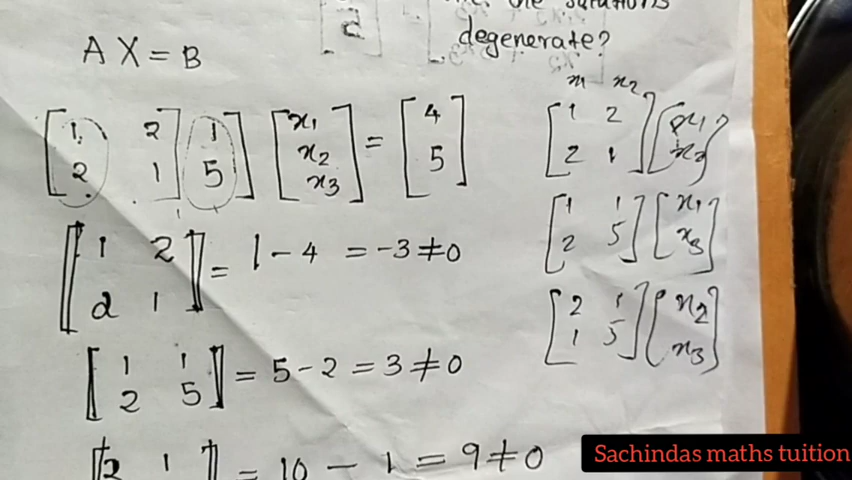 degenerate?
A X = B
[1 2 1; 2 1 5] [x1 x2 x3] = [4 5]
x1 x2
[1 2; 2 1] [x1 x2]
[1 1; 2 5] [x1 x3]
[2 1; 1 5] [x2 x3]
[1 2; 2 1] = 1 - 4 = -3 ≠ 0
[1 1; 2 5] = 5 - 2 = 3 ≠ 0
[2 1] = 10 - 1 = 9 ≠ 0
Sachindas maths tuition